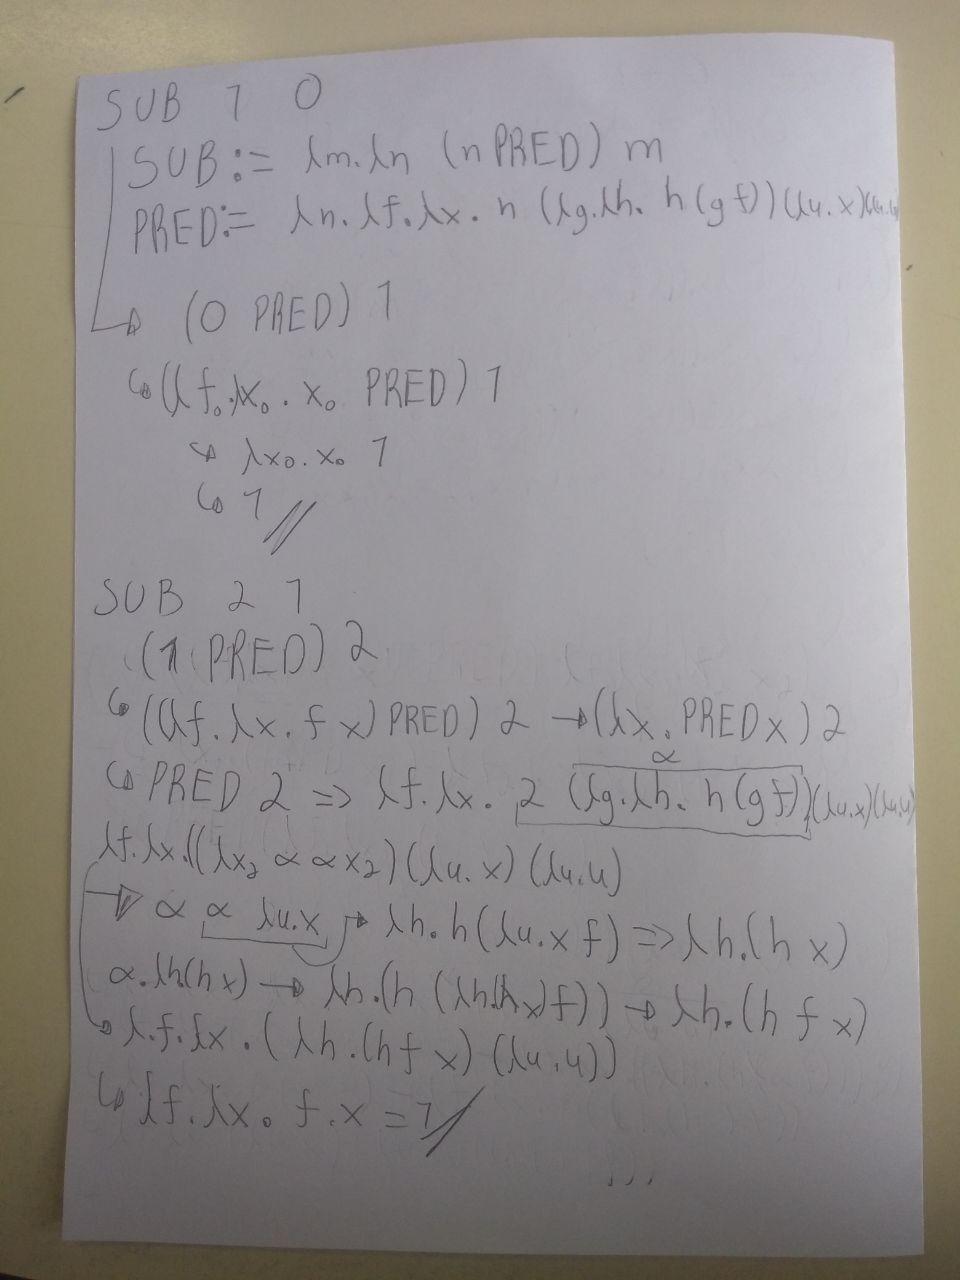 SUB 1 0
SUB := λm.λn (n PRED) m
PRED:= λn.λf.λx. n (λg.λh. h (g f)) (λu.x)(λu.u)
(0 PRED) 1
↪ (λf₀.λx₀. x₀ PRED) 1
↪ λx₀.x₀ 1
↪ 1 //
SUB 2 1
(1 PRED) 2
↪ ((λf.λx. f x) PRED) 2 → (λx. PRED x) 2
α
↪ PRED 2 => λf.λx. 2 (λg.λh. h (g f)) (λu.x)(λu.u)
λf.λx.((λx₂ α α x₂) (λu.x) (λu.u)
→ α α λu.x → λh.h(λu.x f) => λh.(h x)
α.λh(h x) → λh.(h (λh.(h x) f)) → λh.(h f x)
↪ λ.f.λx.(λh.(h f x) (λu.u))
↪ λf.λx. f.x = 1 //
...